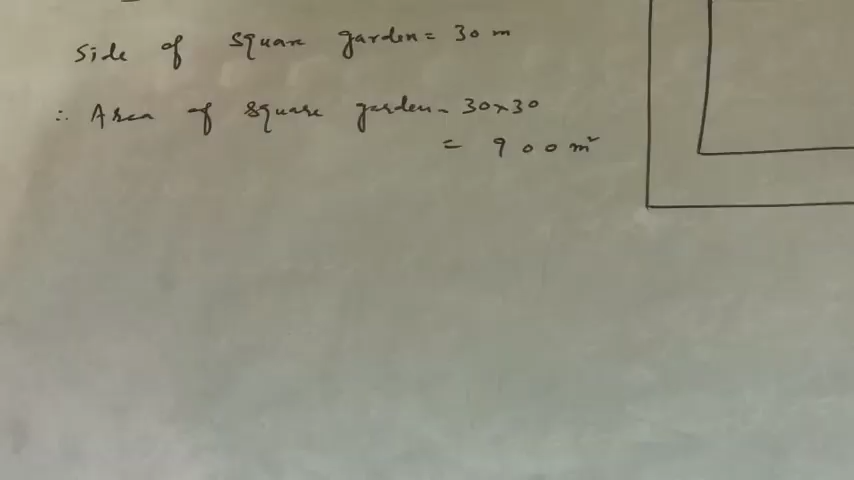 Side of square garden = 30 m
∴ Area of square garden = 30×30
= 900 m²